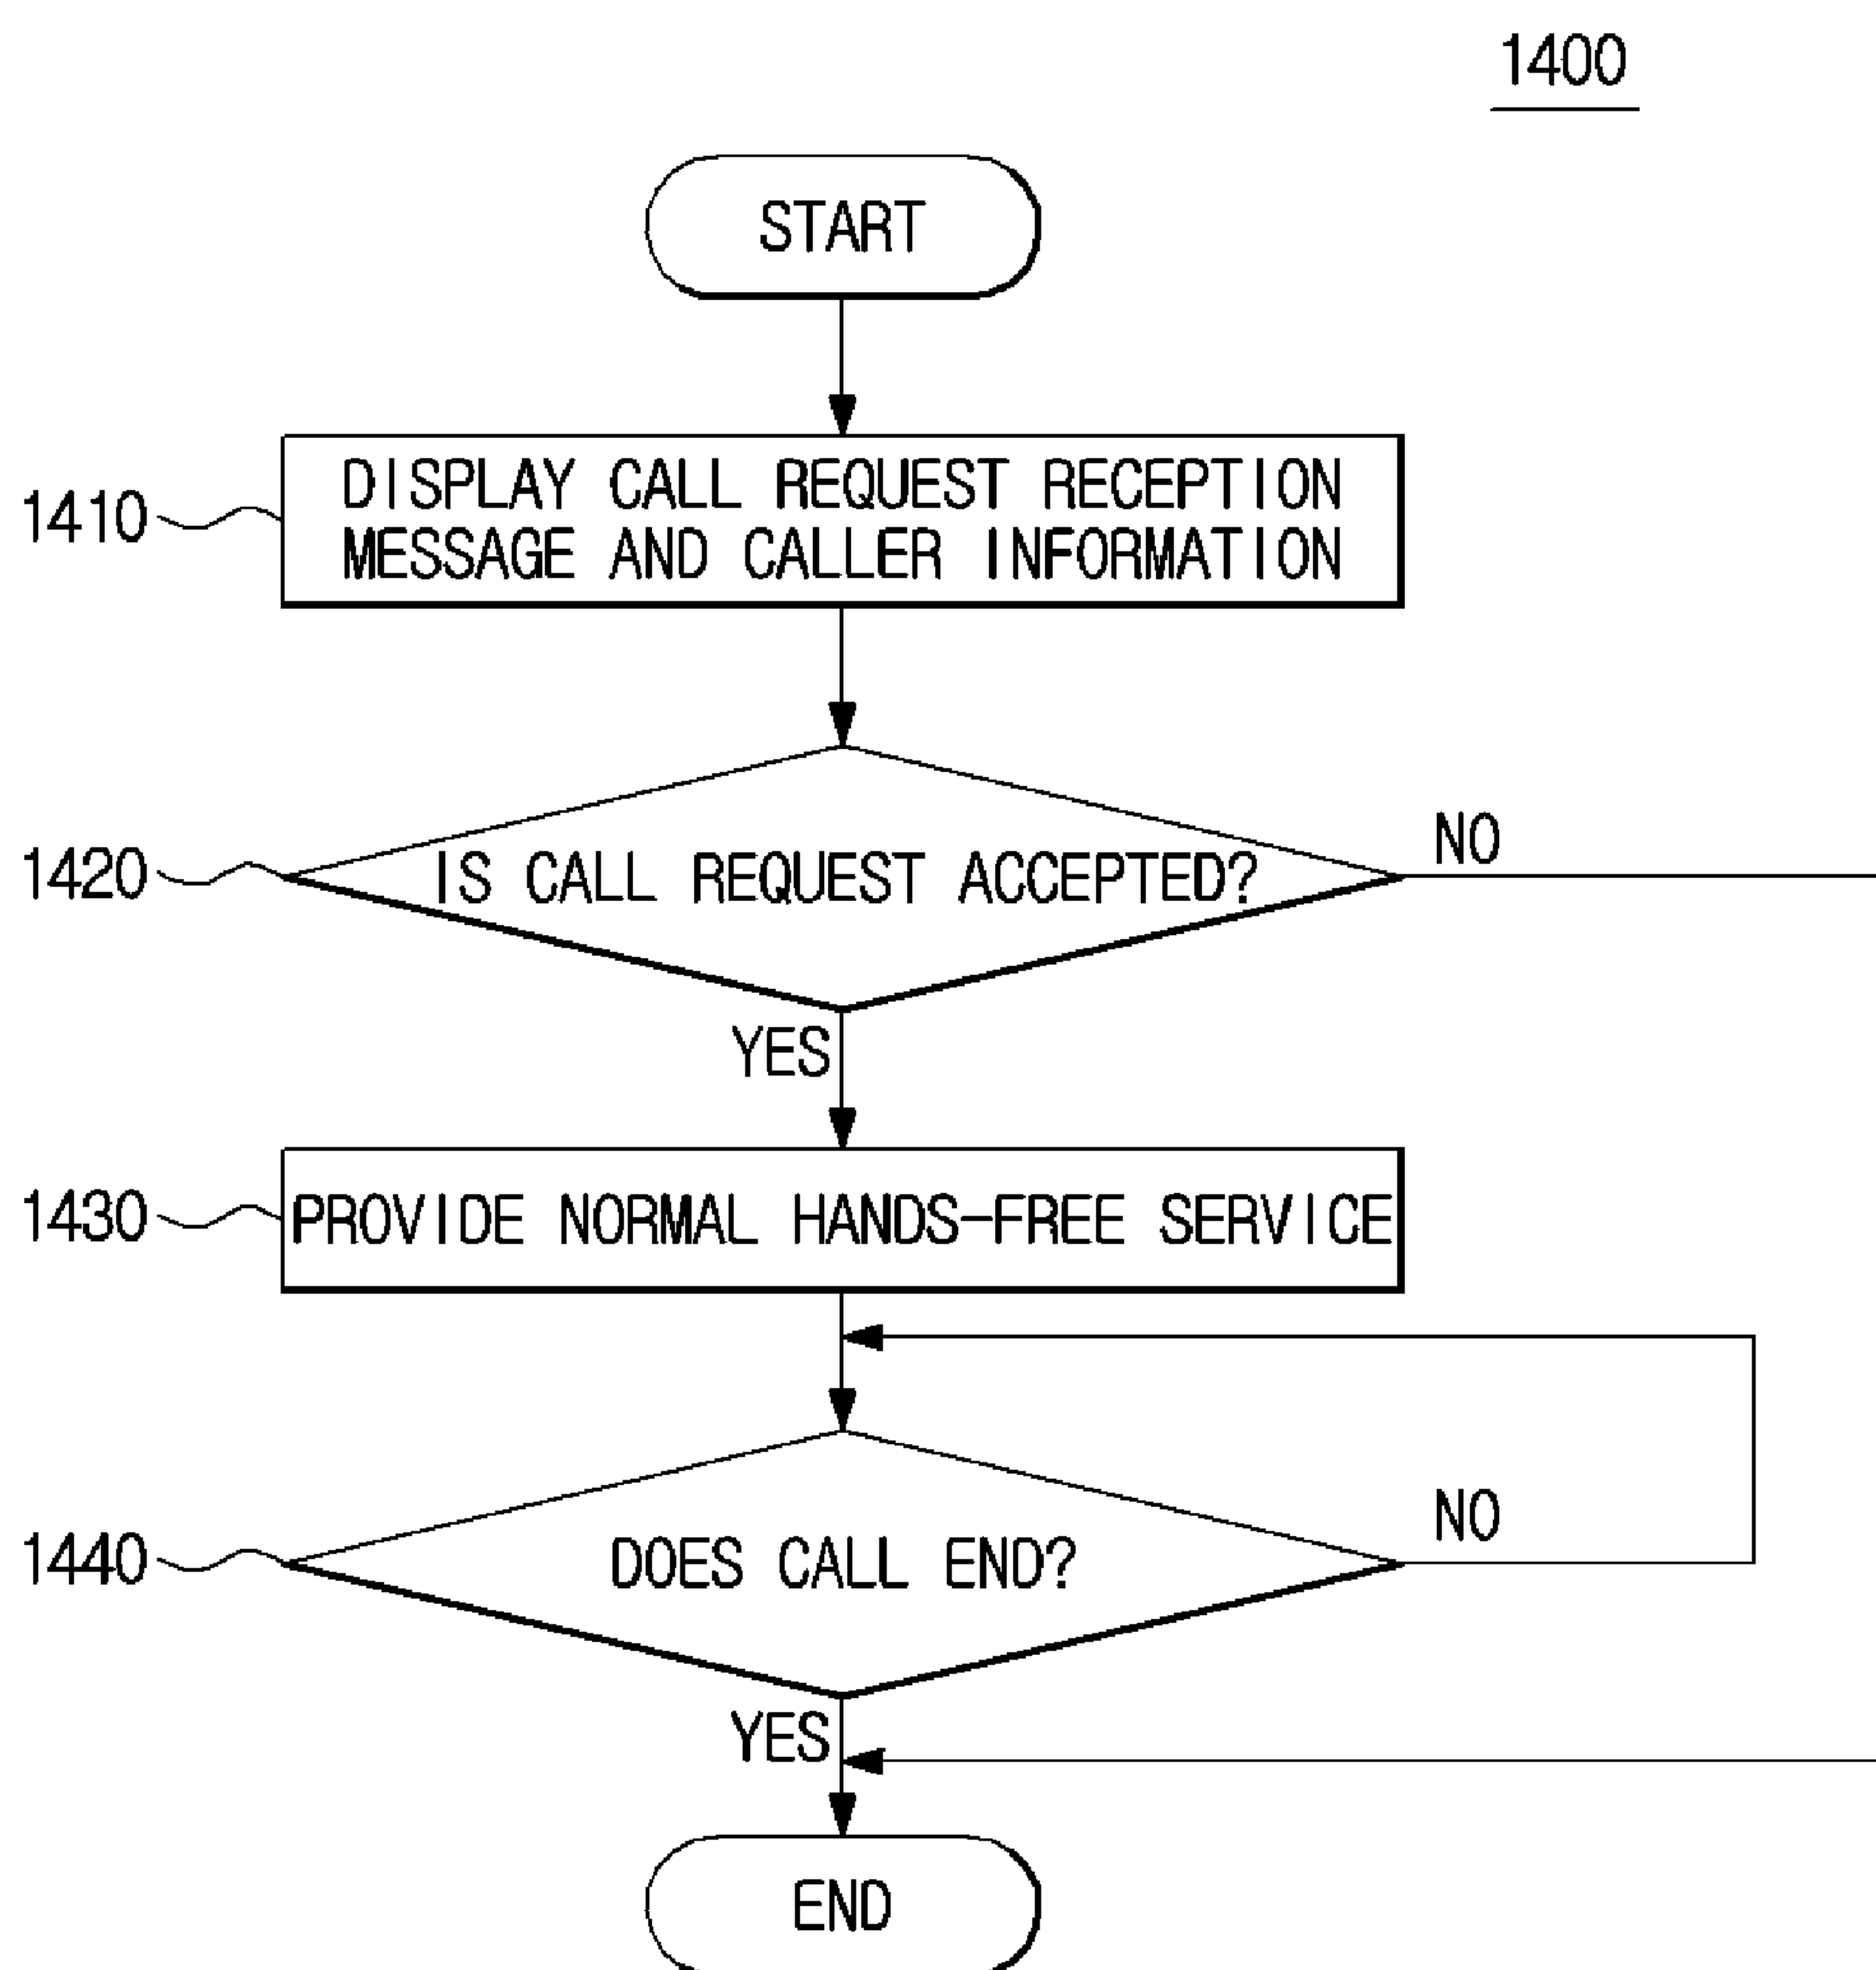 1400
START
1410
DISPLAY CALL REQUEST RECEPTION
MESSAGE AND CALLER INFORMATION
1420
IS CALL REQUEST ACCEPTED?
NO
YES
1430
PROVIDE NORMAL HANDS-FREE SERVICE
1440
DOES CALL END?
NO
YES
END